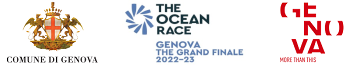 COMUNE DI GENOVA
THE
OCEAN
RACE
GENOVA
THE GRAND FINALE
2022–23
GE
NO
VA
MORE THAN THIS